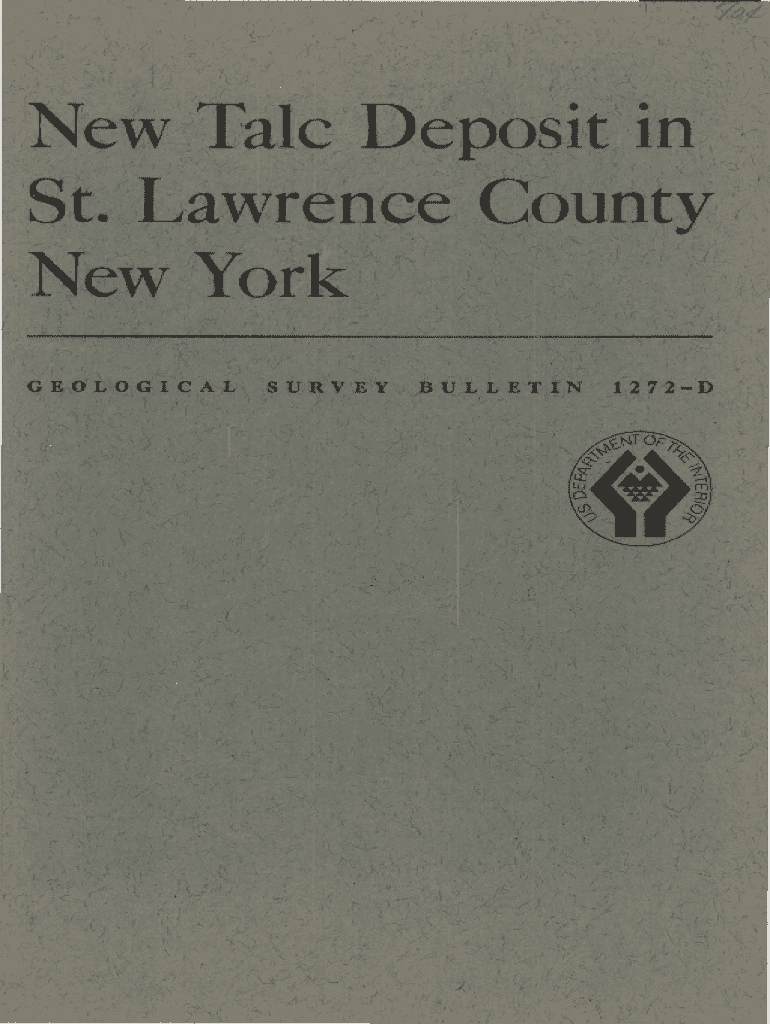 New Talc Deposit in
St. Lawrence County
New York
GEOLOGICAL SURVEY BULLETIN 1272-D
US DEPARTMENT OF THE INTERIOR